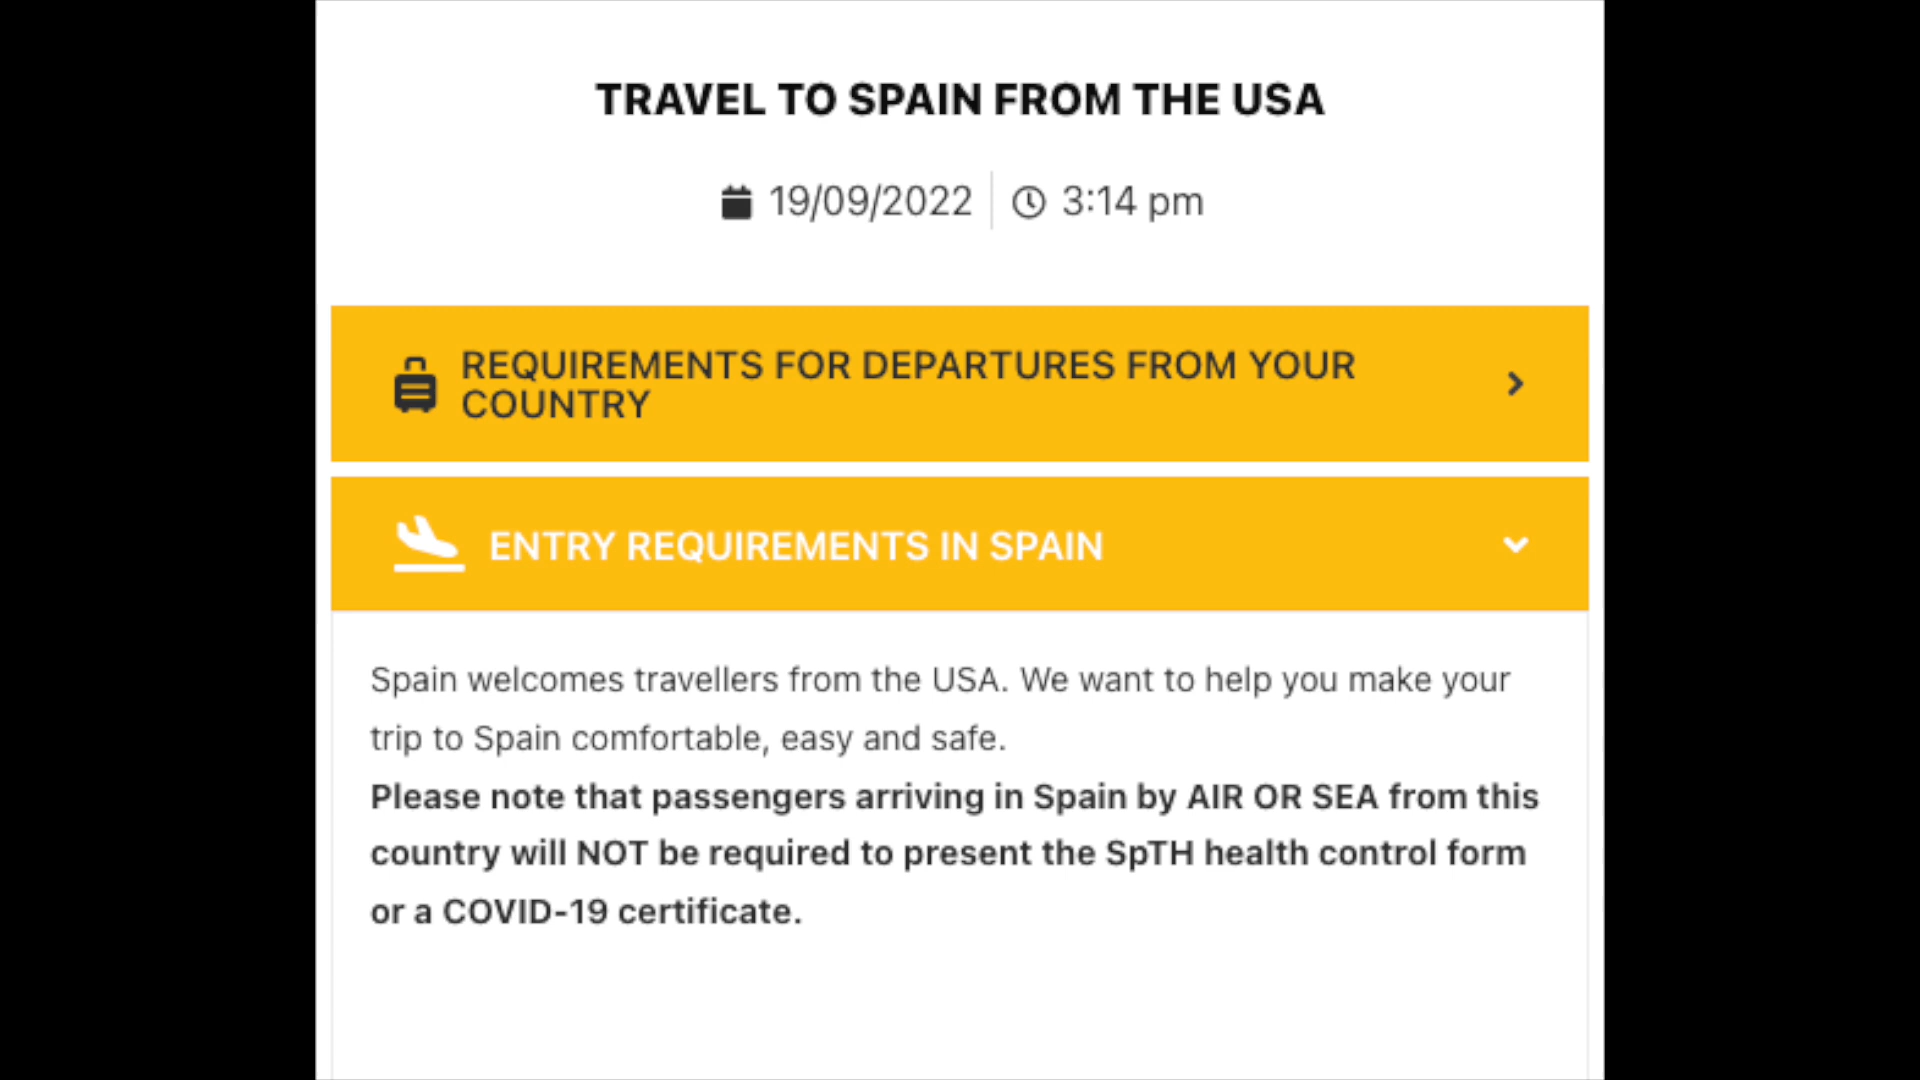 TRAVEL TO SPAIN FROM THE USA
19/09/2022 3:14 pm
REQUIREMENTS FOR DEPARTURES FROM YOUR
COUNTRY
ENTRY REQUIREMENTS IN SPAIN
Spain welcomes travellers from the USA. We want to help you make your
trip to Spain comfortable, easy and safe.
Please note that passengers arriving in Spain by AIR OR SEA from this
country will NOT be required to present the SpTH health control form
or a COVID-19 certificate.